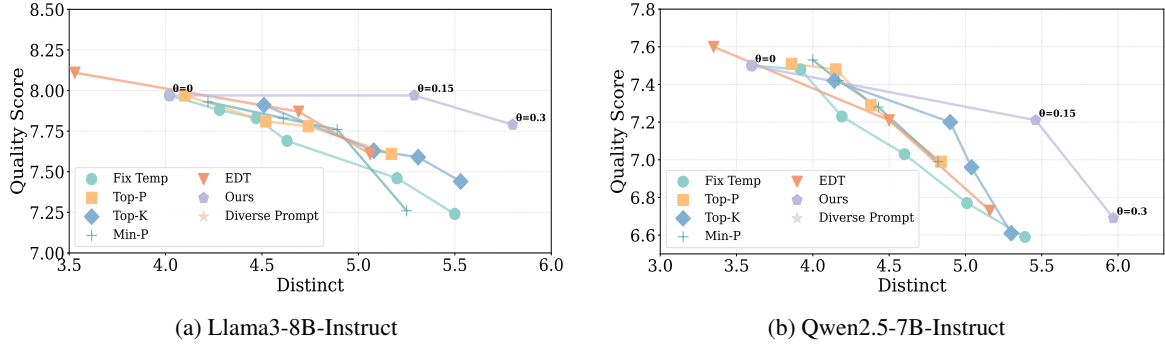 8.50
8.25
8.00
7.75
7.50
7.25
7.00
Quality Score
θ=0
θ=0.15
θ=0.3
Fix Temp
Top-P
Top-K
Min-P
EDT
Ours
Diverse Prompt
3.5 4.0 4.5 5.0 5.5 6.0
Distinct
(a) Llama3-8B-Instruct
7.8
7.6
7.4
7.2
7.0
6.8
6.6
Quality Score
θ=0
θ=0.15
θ=0.3
Fix Temp
Top-P
Top-K
Min-P
EDT
Ours
Diverse Prompt
3.0 3.5 4.0 4.5 5.0 5.5 6.0
Distinct
(b) Qwen2.5-7B-Instruct